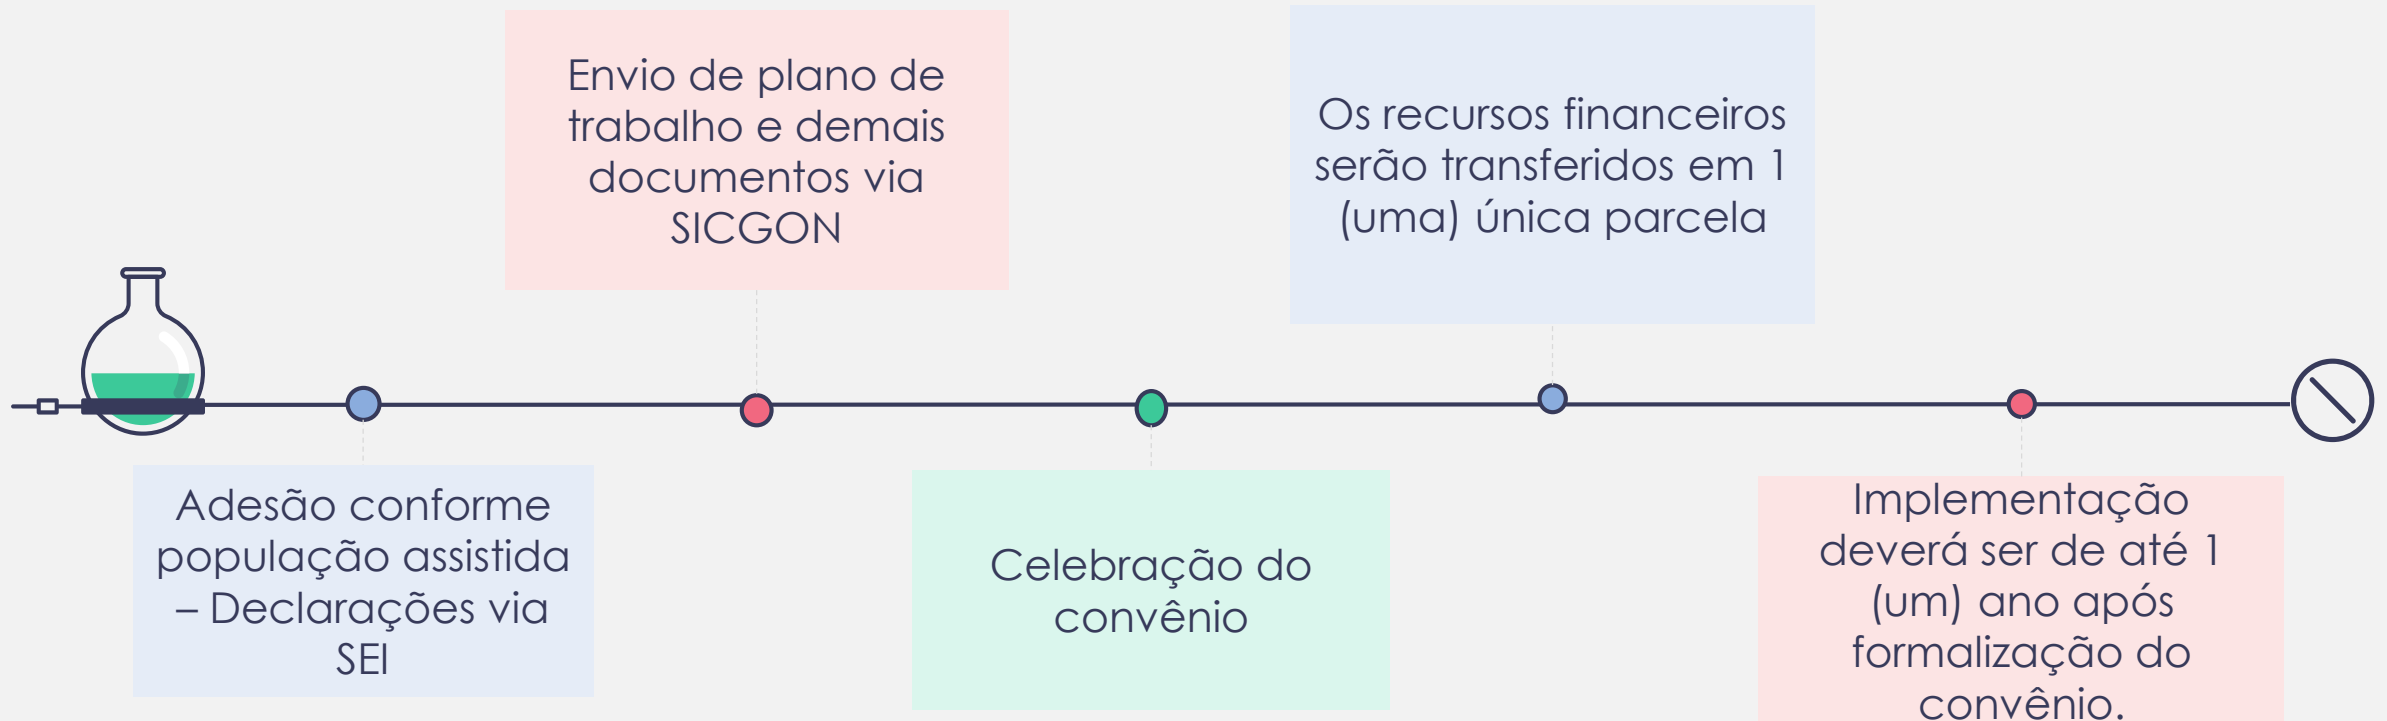 Adesão conforme
população assistida
– Declarações via
SEI
Envio de plano de
trabalho e demais
documentos via
SICGON
Celebração do
convênio
Os recursos financeiros
serão transferidos em 1
(uma) única parcela
Implementação
deverá ser de até 1
(um) ano após
formalização do
convênio.